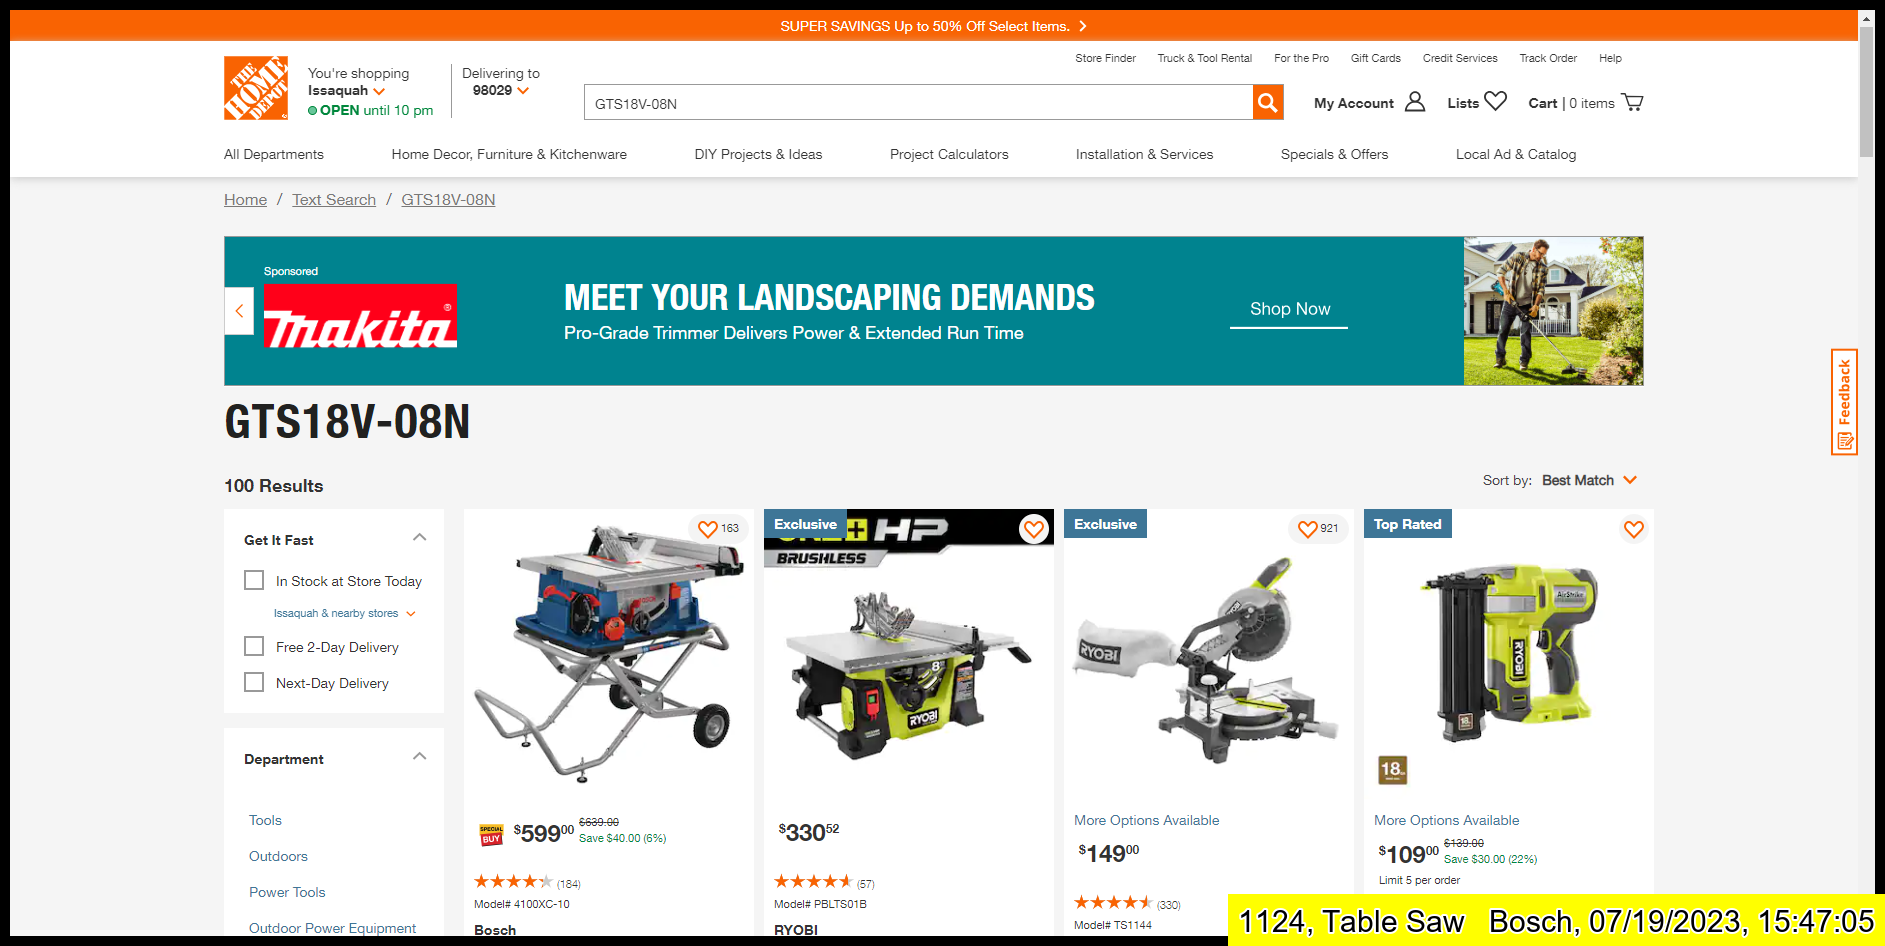 SUPER SAVINGS Up to 50% Off Select Items.
THE HOME DEPOT
You're shopping
Issaquah
OPEN until 10 pm
Delivering to
98029
Store Finder Truck & Tool Rental For the Pro Gift Cards Credit Services Track Order Help
GTS18V-08N
My Account Lists Cart | 0 items
All Departments Home Decor, Furniture & Kitchenware DIY Projects & Ideas Project Calculators Installation & Services Specials & Offers Local Ad & Catalog
Home / Text Search / GTS18V-08N
Sponsored
makita®
MEET YOUR LANDSCAPING DEMANDS
Pro-Grade Trimmer Delivers Power & Extended Run Time
Shop Now
Feedback
GTS18V-08N
100 Results
Sort by: Best Match
Get It Fast
In Stock at Store Today
Issaquah & nearby stores
Free 2-Day Delivery
Next-Day Delivery
Department
Tools
Outdoors
Power Tools
Outdoor Power Equipment
163
SPECIAL BUY
$59900 $639.00
Save $40.00 (6%)
(184)
Model# 4100XC-10
Bosch
Exclusive
ONE+ HP
BRUSHLESS
8"
RYOBI
$33052
(57)
Model# PBLTS01B
RYOBI
Exclusive
921
RYOBI
RYOBI
More Options Available
$14900
(330)
Model# TS1144
Top Rated
AirStrike
RYOBI
18
18
More Options Available
$10900 $139.00
Save $30.00 (22%)
Limit 5 per order
1124, Table Saw Bosch, 07/19/2023, 15:47:05